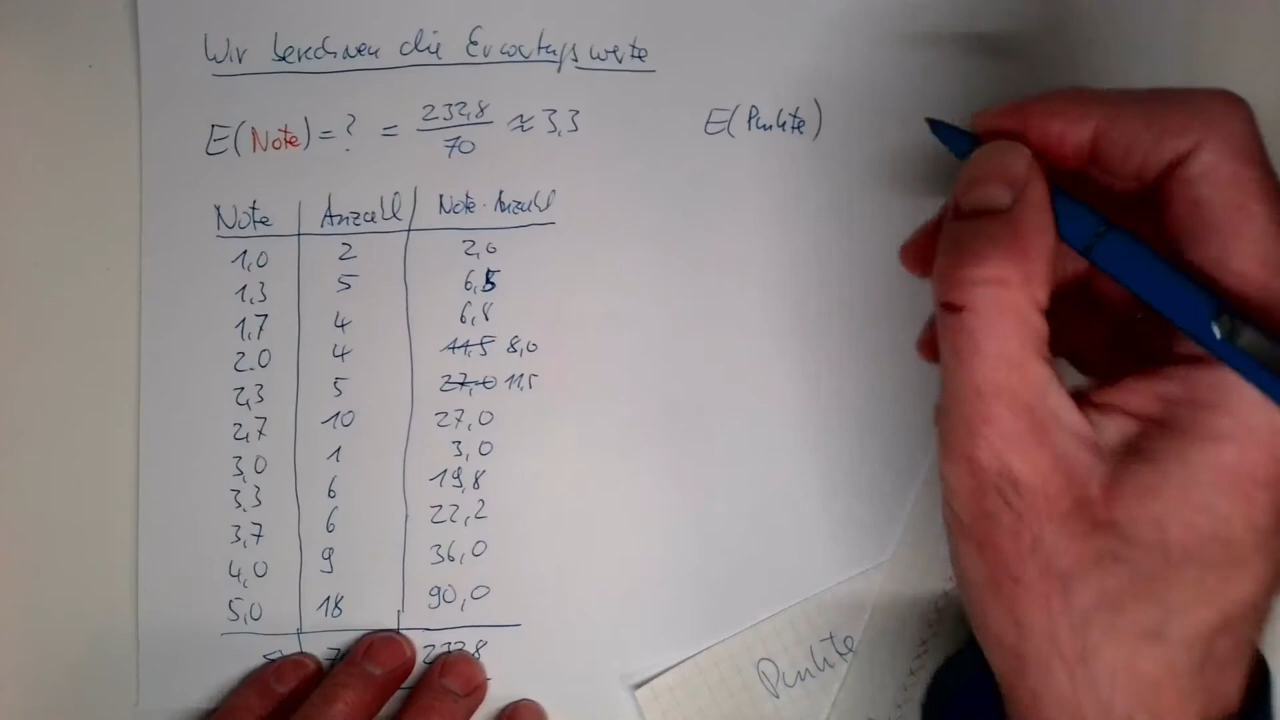 Wir berechnen die Erwartungswerte
E(Note) = ? = 232,8 / 70 ≈ 3,3
E(Punkte)
Note | Anzahl | Note · Anzahl
1,0 2 2,0
1,3 5 6,5
1,7 4 6,8
2.0 4 11,5 8,0
2,3 5 27,0 11,5
2,7 10 27,0
3,0 1 3,0
3,3 6 19,8
3,7 6 22,2
4,0 9 36,0
5,0 18 90,0
232,8
Punkte